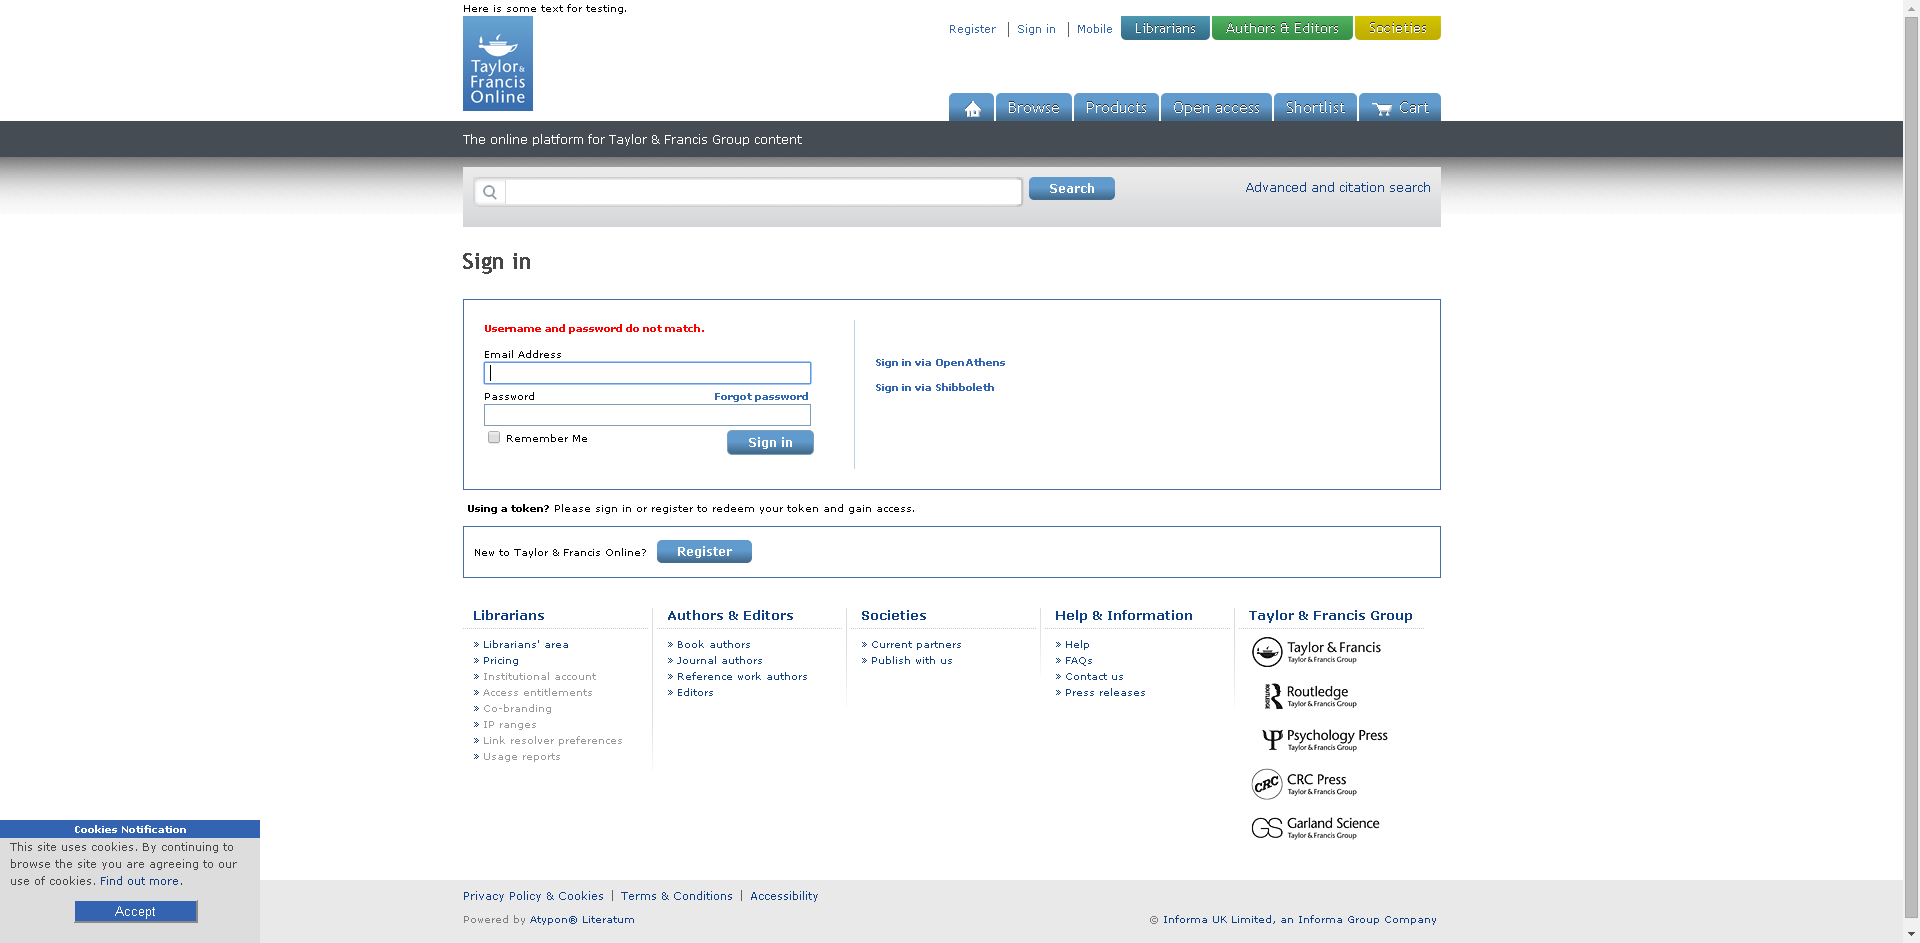 Here is some text for testing.
Taylor &
Francis
Online
Register
Sign in
Mobile
Librarians
Authors & Editors
Societies
Browse
Products
Open access
Shortlist
Cart
The online platform for Taylor & Francis Group content
Search
Advanced and citation search
Sign in
Username and password do not match.
Email Address
Password
Forgot password
Remember Me
Sign in
Sign in via OpenAthens
Sign in via Shibboleth
Using a token? Please sign in or register to redeem your token and gain access.
New to Taylor & Francis Online?
Register
Librarians
» Librarians' area
» Pricing
» Institutional account
» Access entitlements
» Co-branding
» IP ranges
» Link resolver preferences
» Usage reports
Authors & Editors
» Book authors
» Journal authors
» Reference work authors
» Editors
Societies
» Current partners
» Publish with us
Help & Information
» Help
» FAQs
» Contact us
» Press releases
Taylor & Francis Group
Taylor & Francis
Taylor & Francis Group
ROUTLEDGE
Routledge
Taylor & Francis Group
Psychology Press
Taylor & Francis Group
CRC
CRC Press
Taylor & Francis Group
GS
Garland Science
Taylor & Francis Group
Cookies Notification
This site uses cookies. By continuing to
browse the site you are agreeing to our
use of cookies. Find out more.
Accept
Privacy Policy & Cookies | Terms & Conditions | Accessibility
Powered by Atypon® Literatum
© Informa UK Limited, an Informa Group Company